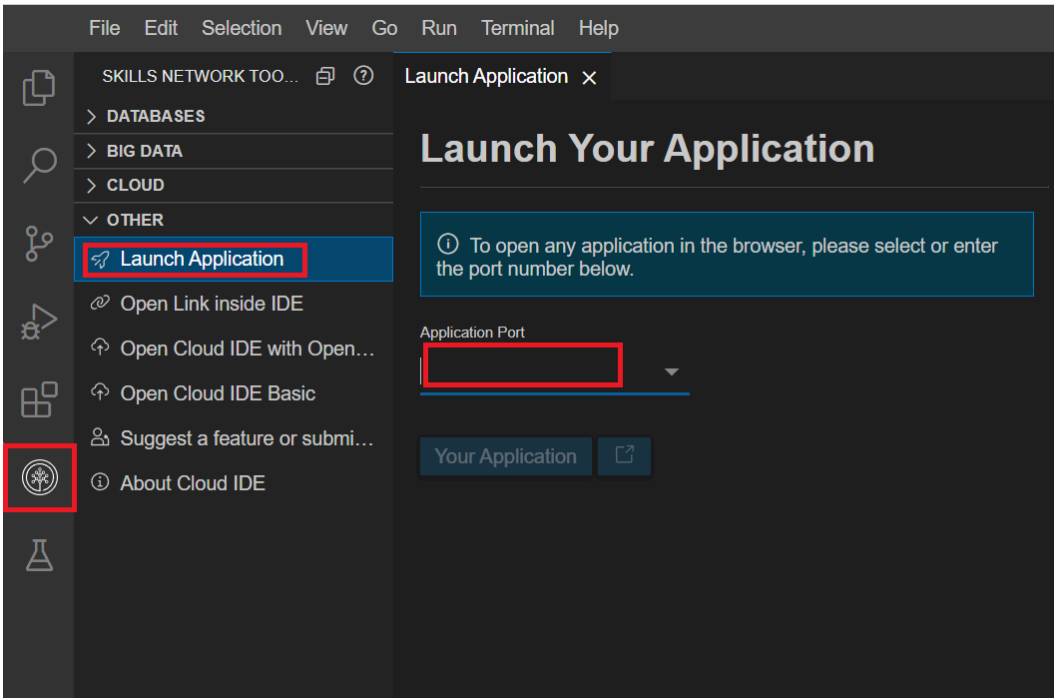 File Edit Selection View Go Run Terminal Help
SKILLS NETWORK TOO...
Launch Application
DATABASES
BIG DATA
CLOUD
OTHER
Launch Application
Open Link inside IDE
Open Cloud IDE with Open...
Open Cloud IDE Basic
Suggest a feature or submi...
About Cloud IDE
Launch Your Application
To open any application in the browser, please select or enter
the port number below.
Application Port
Your Application